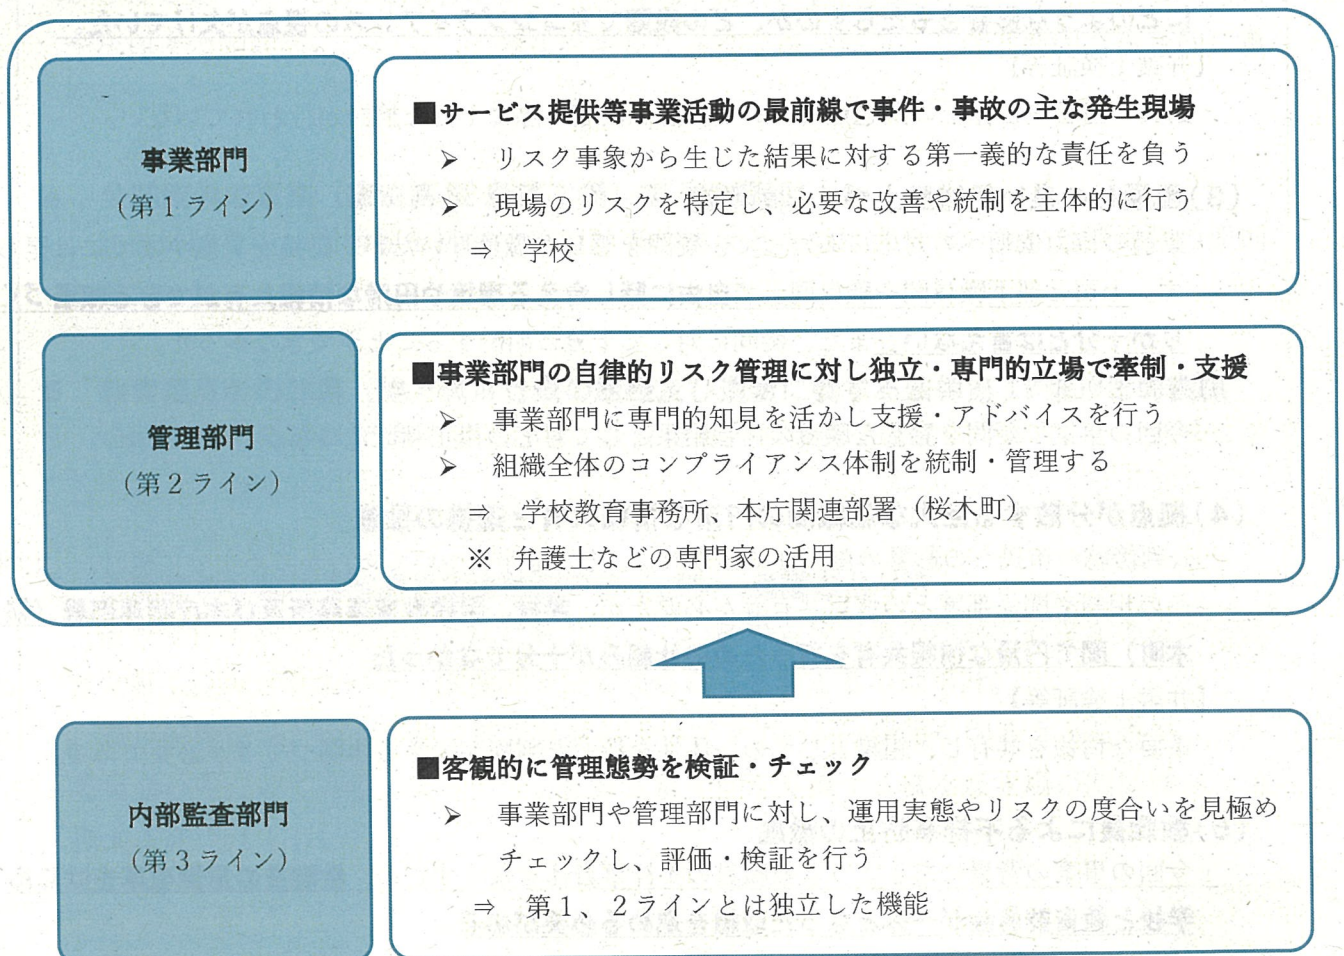 事業部門
(第1ライン)
■サービス提供等事業活動の最前線で事件・事故の主な発生現場
➢ リスク事象から生じた結果に対する第一義的な責任を負う
➢ 現場のリスクを特定し、必要な改善や統制を主体的に行う
⇒ 学校
管理部門
(第2ライン)
■事業部門の自律的リスク管理に対し独立・専門的立場で牽制・支援
➢ 事業部門に専門的知見を活かし支援・アドバイスを行う
➢ 組織全体のコンプライアンス体制を統制・管理する
⇒ 学校教育事務所、本庁関連部署(桜木町)
※ 弁護士などの専門家の活用
内部監査部門
(第3ライン)
■客観的に管理態勢を検証・チェック
➢ 事業部門や管理部門に対し、運用実態やリスクの度合いを見極め
チェックし、評価・検証を行う
⇒ 第1、2ラインとは独立した機能